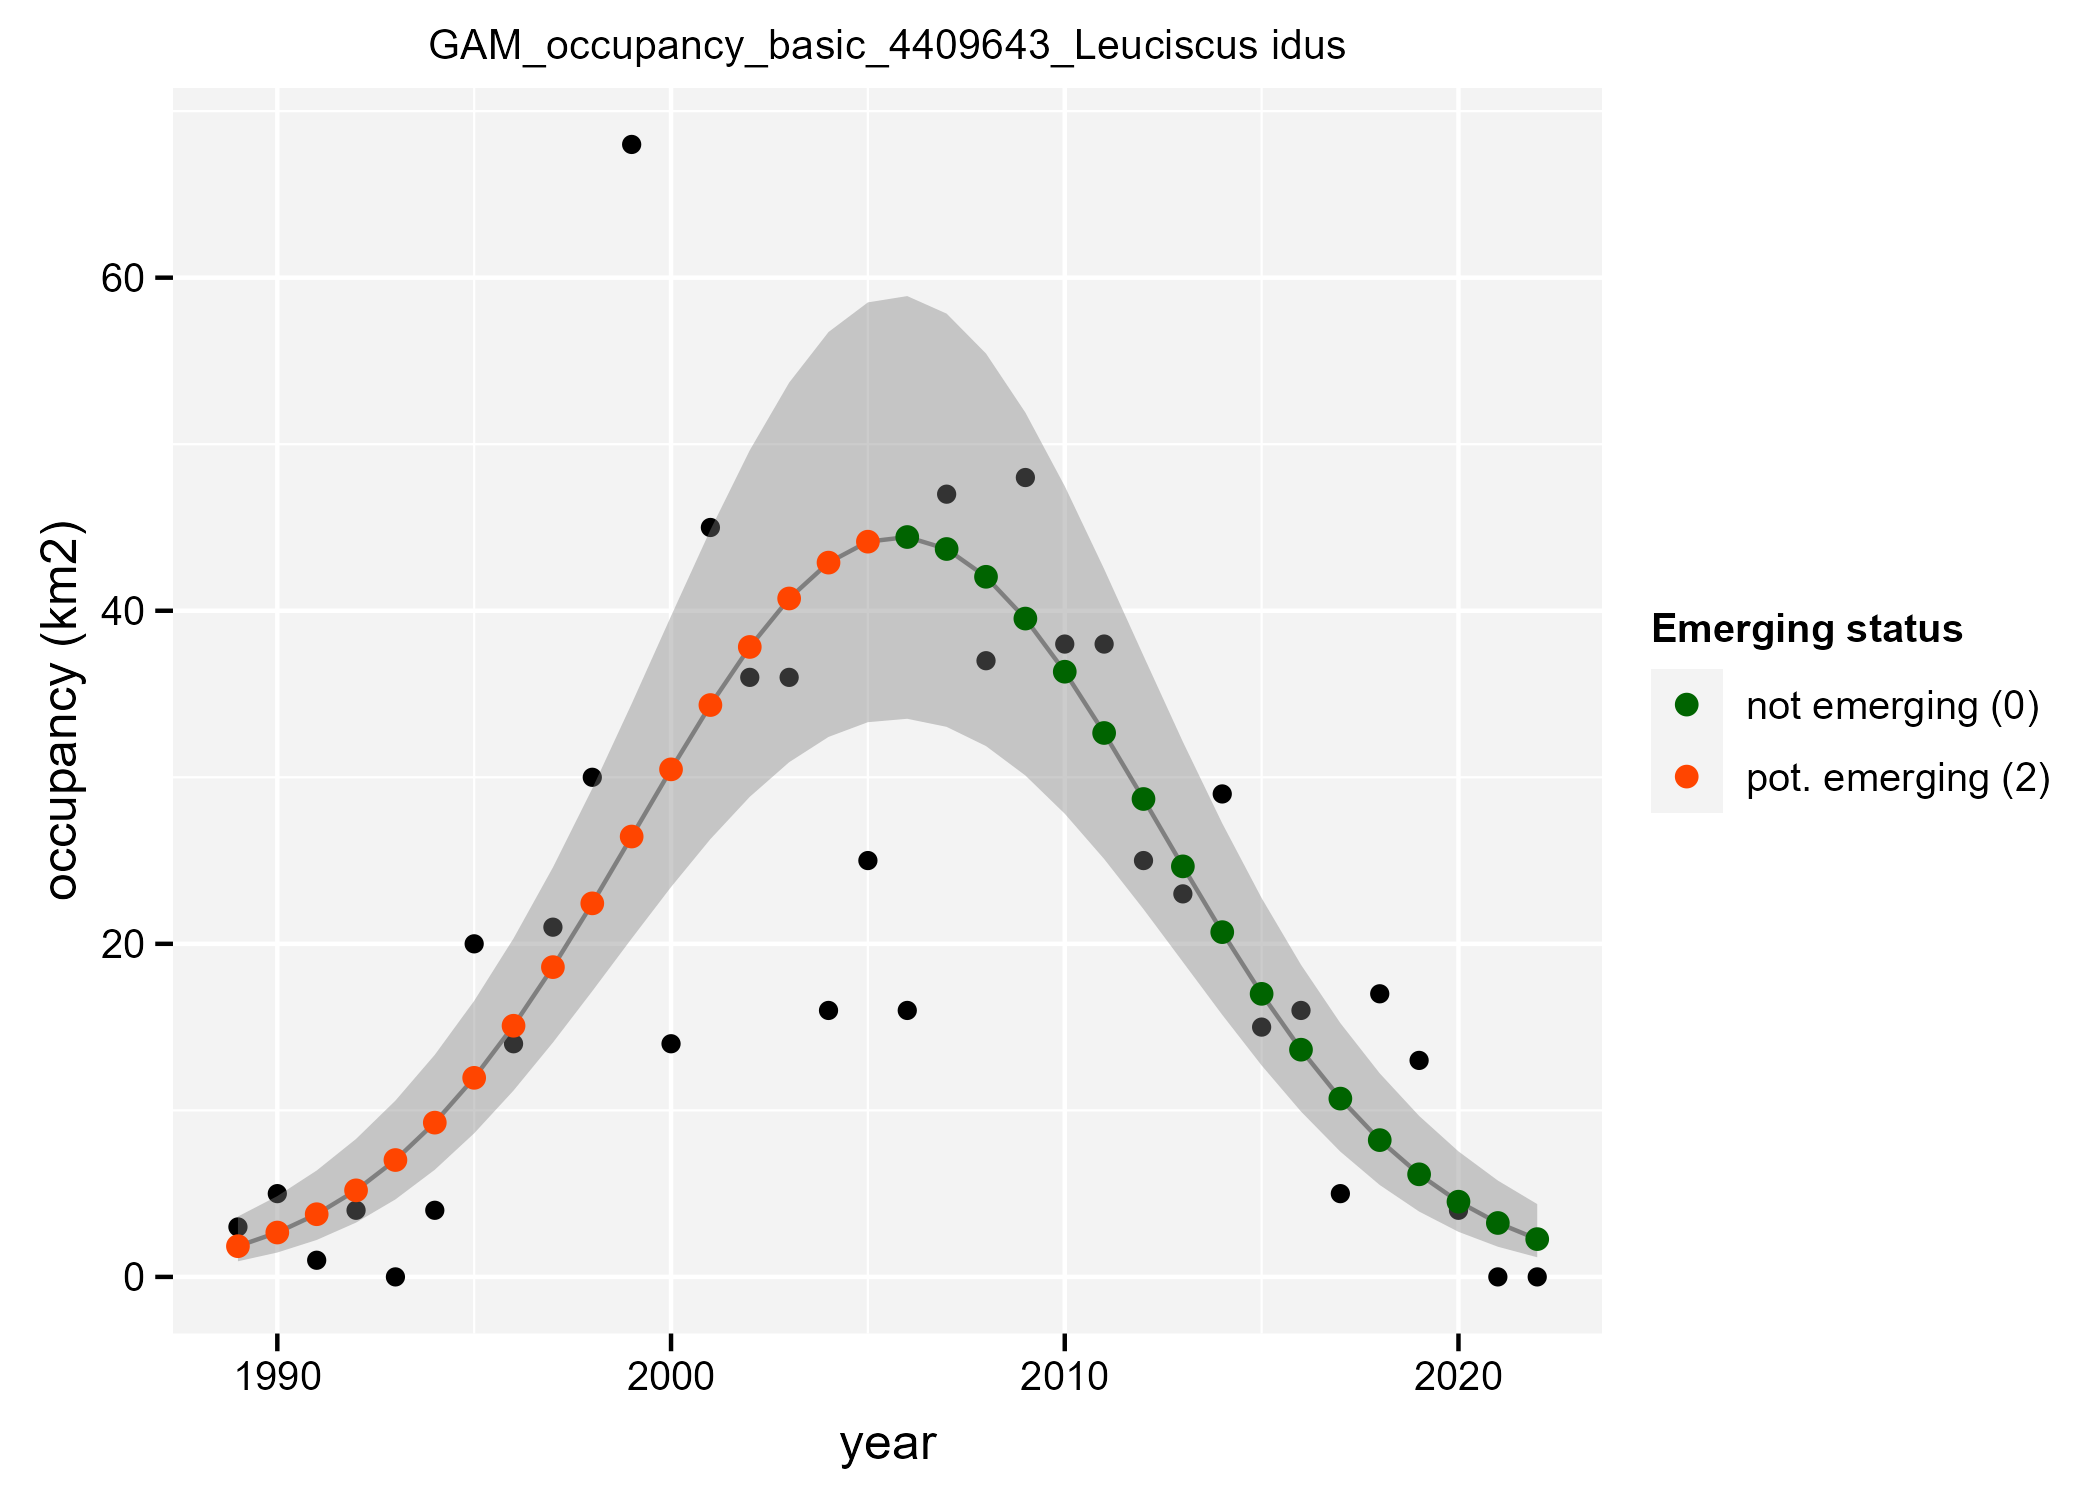 GAM_occupancy_basic_4409643_Leuciscus idus
60
40
20
0
occupancy (km2)
1990 2000 2010 2020
year
Emerging status
not emerging (0)
pot. emerging (2)